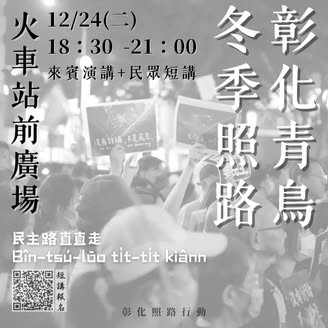 彰化青鳥
冬季照路
12/24(二)
18：30 -21：00
來賓演講+民眾短講
火車站前廣場
民主路直直走
Bîn-tsú-lōo ti̍t-ti̍t kiânn
短講報名
彰化照路行動